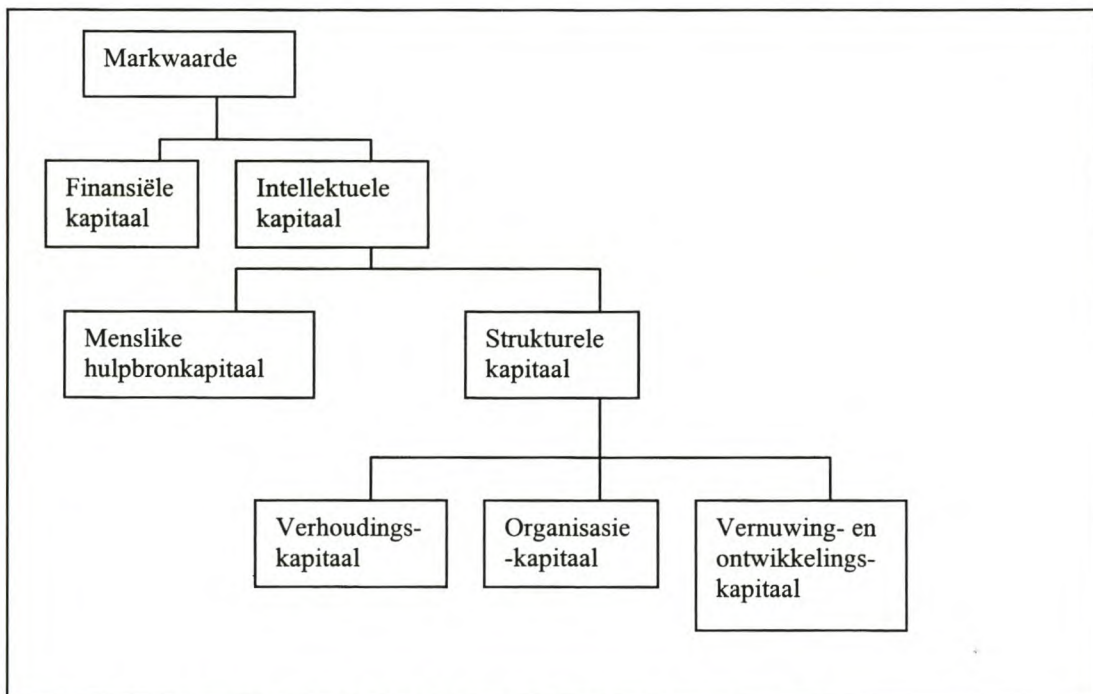 Markwaarde
Finansiële
kapitaal
Intellektuele
kapitaal
Menslike
hulpbronkapitaal
Strukturele
kapitaal
Verhoudings-
kapitaal
Organisasie
-kapitaal
Vernuwing- en
ontwikkelings-
kapitaal